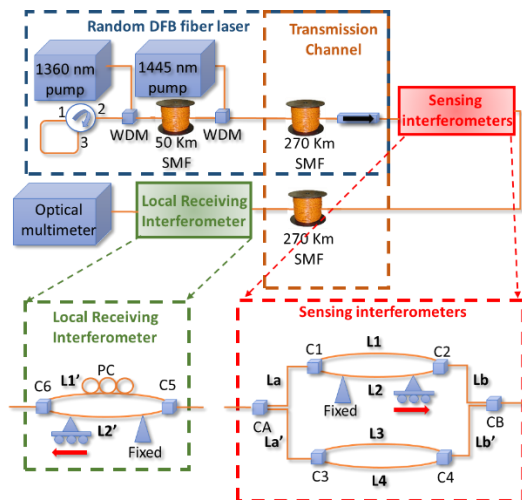 Random DFB fiber laser
Transmission
Channel
1360 nm
pump
1445 nm
pump
1
2
3
WDM
50 Km
SMF
WDM
270 Km
SMF
Sensing
interferometers
Optical
multimeter
Local Receiving
Interferometer
270 Km
SMF
Local Receiving
Interferometer
PC
C6
L1'
C5
L2'
Fixed
Sensing interferometers
C1
L1
C2
La
L2
Lb
Fixed
CA
CB
La'
L3
Lb'
C3
L4
C4